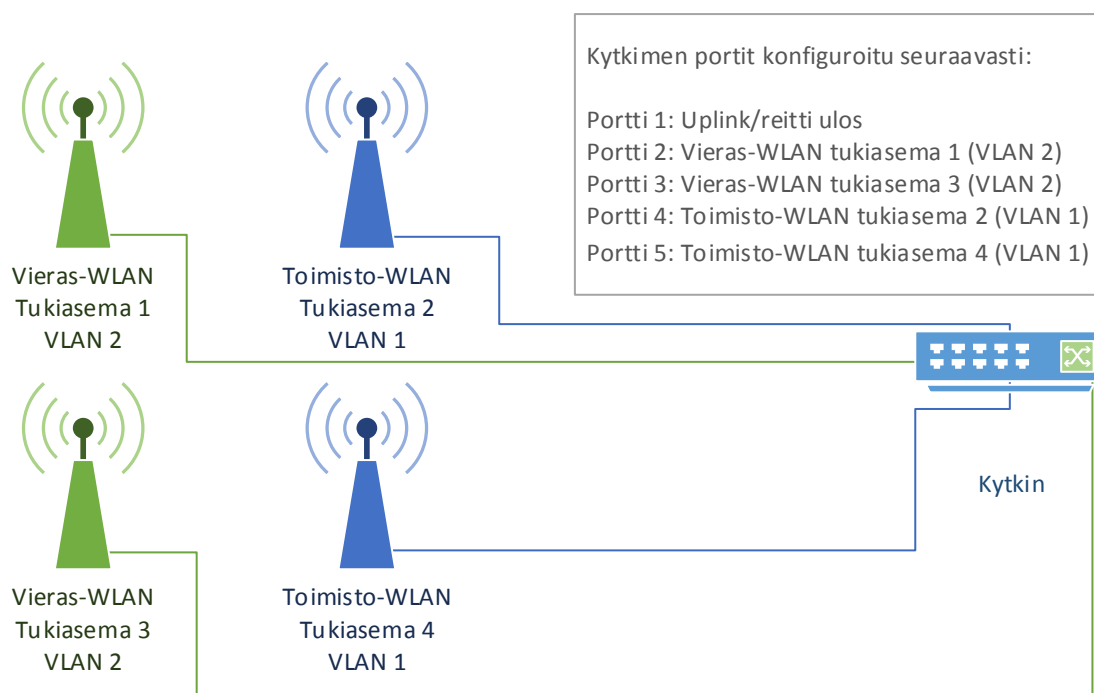 Kytkimen portit konfiguroitu seuraavasti:
Portti 1: Uplink/reitti ulos
Portti 2: Vieras-WLAN tukiasema 1 (VLAN 2)
Portti 3: Vieras-WLAN tukiasema 3 (VLAN 2)
Portti 4: Toimisto-WLAN tukiasema 2 (VLAN 1)
Portti 5: Toimisto-WLAN tukiasema 4 (VLAN 1)
Vieras-WLAN
Tukiasema 1
VLAN 2
Toimisto-WLAN
Tukiasema 2
VLAN 1
Kytkin
Vieras-WLAN
Tukiasema 3
VLAN 2
Toimisto-WLAN
Tukiasema 4
VLAN 1